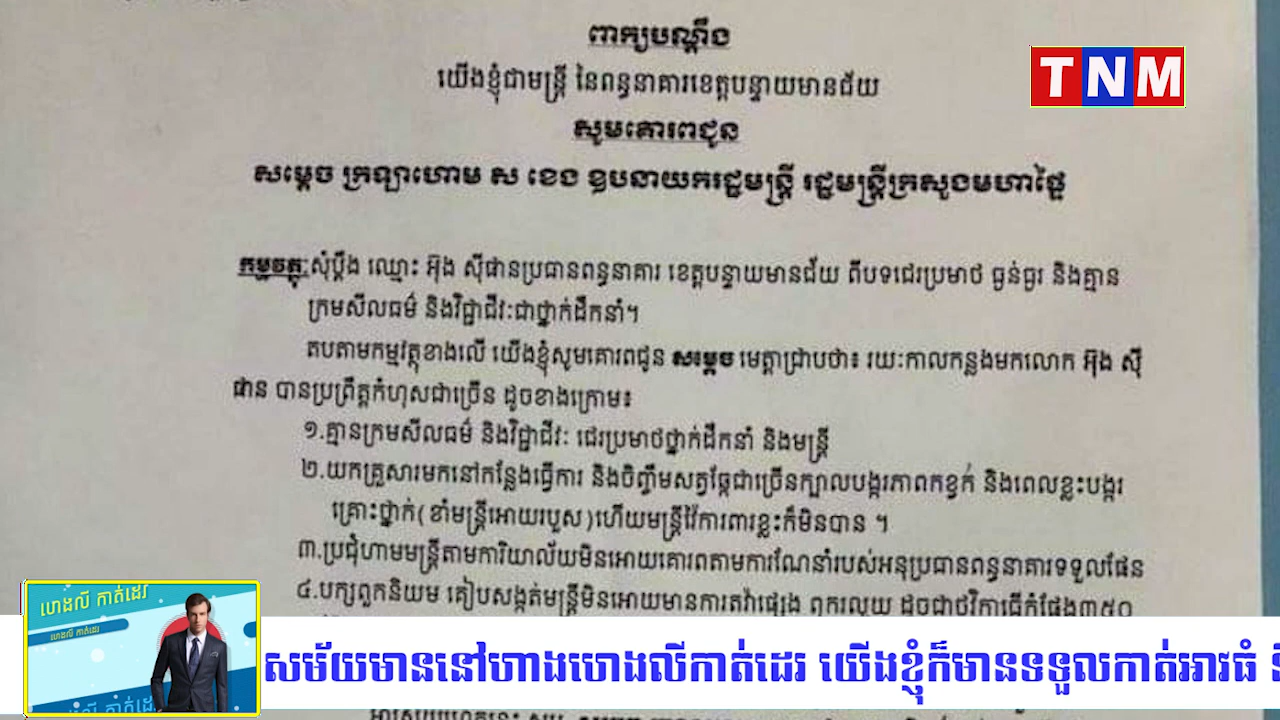 ពាក្យបណ្តឹង
យើងខ្ញុំជាមន្ត្រី នៃពន្ធនាគារខេត្តបន្ទាយមានជ័យ
សូមគោរពជូន
សម្តេច ក្រឡាហោម ស ខេង ឧបនាយករដ្ឋមន្ត្រី រដ្ឋមន្ត្រីក្រសួងមហាផ្ទៃ
TNM
កម្មវត្ថុៈសុំប្តឹង ឈ្មោះ អ៊ុង ស៊ីផានប្រធានពន្ធនាគារ ខេត្តបន្ទាយមានជ័យ ពីបទជេរប្រមាថ ធ្ងន់ធ្ងរ និងគ្មាន
ក្រមសីលធម៌ និងវិជ្ជាជីវៈជាថ្នាក់ដឹកនាំ។
តបតាមកម្មវត្ថុខាងលើ យើងខ្ញុំសូមគោរពជូន សម្តេច មេត្តាជ្រាបថា៖ រយៈកាលកន្លងមកលោក អ៊ុង ស៊ី
ផាន បានប្រព្រឹត្តកំហុសជាច្រើន ដូចខាងក្រោម៖
១.គ្មានក្រមសីលធម៌ និងវិជ្ជាជីវៈ ជេរប្រមាថថ្នាក់ដឹកនាំ និងមន្ត្រី
២.យកគ្រួសារមកនៅកន្លែងធ្វើការ និងចិញ្ចឹមសត្វឆ្កែជាច្រើនក្បាលបង្ករភាពកខ្វក់ និងពេលខ្លះបង្ករ
គ្រោះថ្នាក់(ខាំមន្ត្រីអោយរបួស)ហើយមន្ត្រីវ៉ៃការពារខ្លះក៏មិនបាន ។
៣.ប្រជុំហាមមន្ត្រីតាមការិយាល័យមិនអោយគោរពតាមការណែនាំរបស់អនុប្រធានពន្ធនាគារទទួលផែន
៤.បក្សពួកនិយម គៀបសង្កត់មន្ត្រីមិនអោយមានការតវ៉ាផ្សេង ពុករលួយ ដូចជាថវិកាធ្វើកំផែង៣៥០
ហេងលី កាត់ដេរ
ហេងលី កាត់ដេរ
សម័យមាននៅហាងហេងលីកាត់ដេរ យើងខ្ញុំក៏មានទទួលកាត់អាវធំ